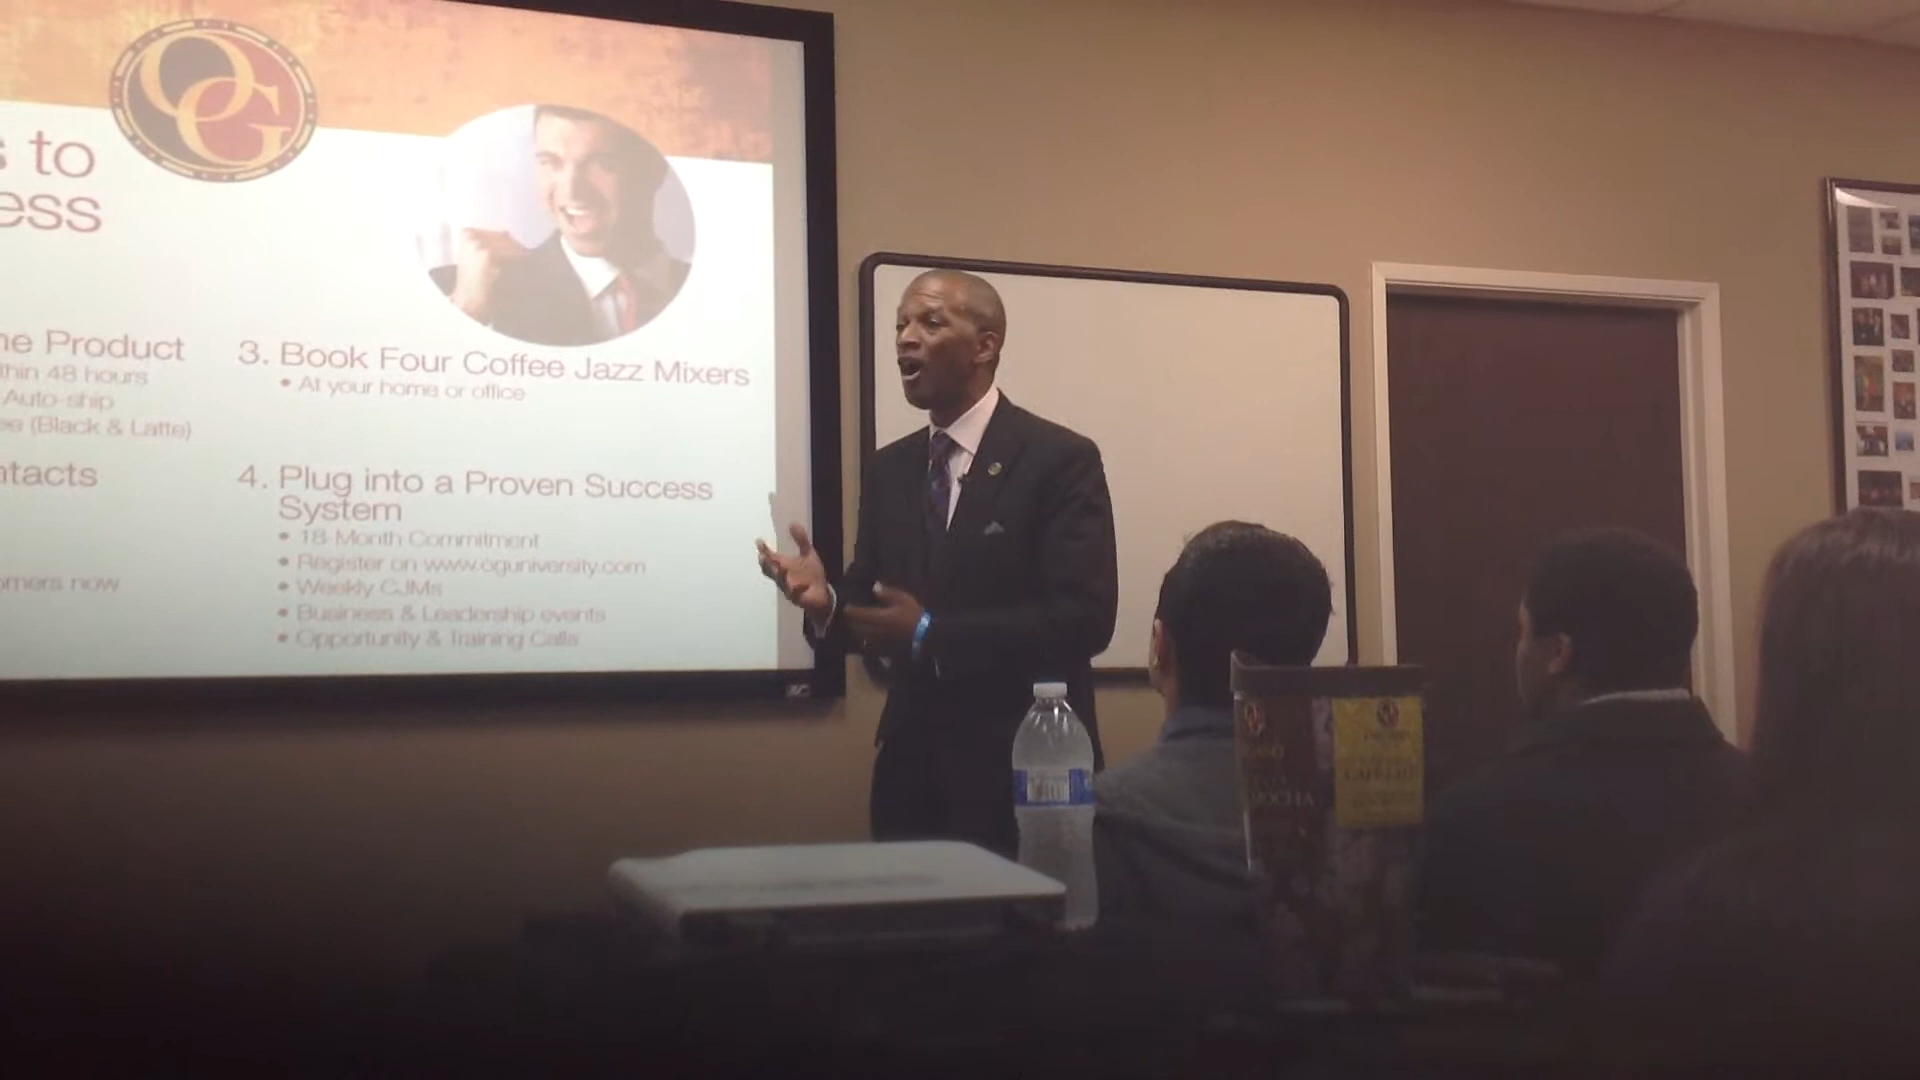 OG
s to
ess
ne Product
thin 48 hours
Auto-ship
ee (Black & Latte)
ntacts
omers now
3. Book Four Coffee Jazz Mixers
• At your home or office
4. Plug into a Proven Success
System
• 18-Month Commitment
• Register on www.oguniversity.com
• Weekly CJMs
• Business & Leadership events
• Opportunity & Training Calls
MOCHA